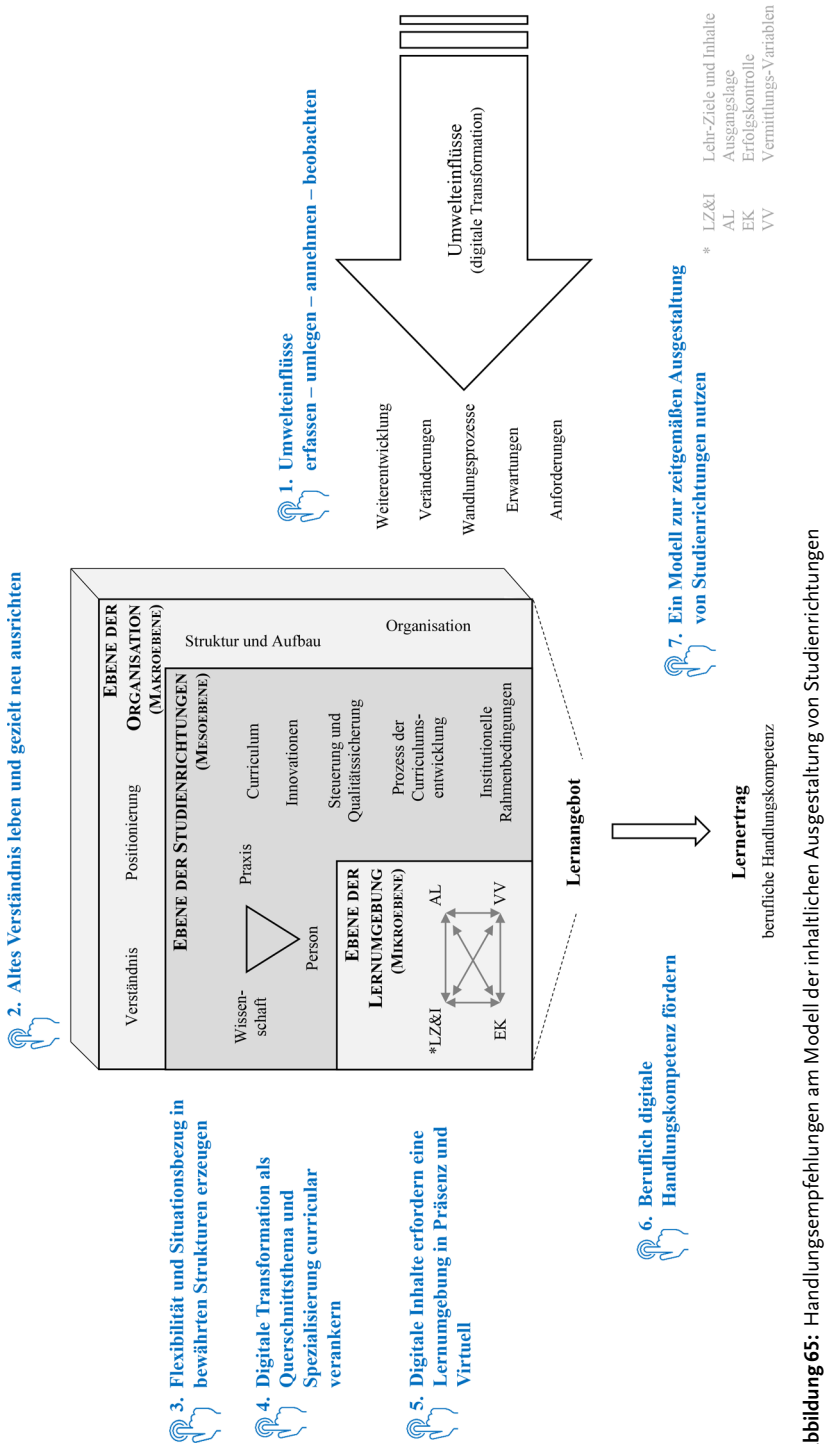 2. Altes Verständnis leben und gezielt neu ausrichten
3. Flexibilität und Situationsbezug in
bewährten Strukturen erzeugen
4. Digitale Transformation als
Querschnittsthema und
Spezialisierung curricular
verankern
5. Digitale Inhalte erfordern eine
Lernumgebung in Präsenz und
Virtuell
Verständnis
Positionierung
EBENE DER
ORGANISATION
(MAKROEBENE)
Struktur und Aufbau
Organisation
EBENE DER STUDIENRICHTUNGEN
(MESOEBENE)
Wissen-
schaft
Praxis
Person
Curriculum
Innovationen
Steuerung und
Qualitätssicherung
Prozess der
Curriculums-
entwicklung
Institutionelle
Rahmenbedingungen
EBENE DER
LERNUMGEBUNG
(MIKROEBENE)
*LZ&I
AL
EK
VV
1. Umwelteinflüsse
erfassen – umlegen – annehmen – beobachten
Weiterentwicklung
Veränderungen
Wandlungsprozesse
Erwartungen
Anforderungen
Umwelteinflüsse
(digitale Transformation)
Lernangebot
6. Beruflich digitale
Handlungskompetenz fördern
Lernertrag
berufliche Handlungskompetenz
7. Ein Modell zur zeitgemäßen Ausgestaltung
von Studienrichtungen nutzen
* LZ&I Lehr-Ziele und Inhalte
AL Ausgangslage
EK Erfolgskontrolle
VV Vermittlungs-Variablen
bbildung 65: Handlungsempfehlungen am Modell der inhaltlichen Ausgestaltung von Studienrichtungen